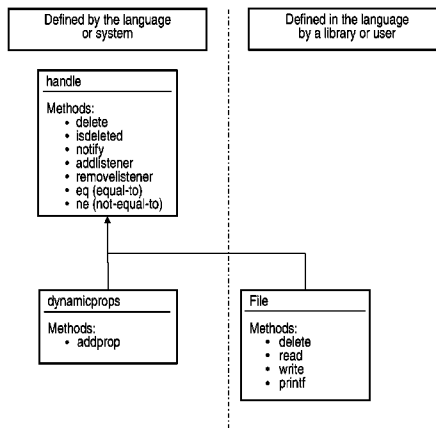 Defined by the language
or system
Defined in the language
by a library or user
handle
Methods:
• delete
• isdeleted
• notify
• addlistener
• removelistener
• eq (equal-to)
• ne (not-equal-to)
dynamicprops
Methods:
• addprop
File
Methods:
• delete
• read
• write
• printf